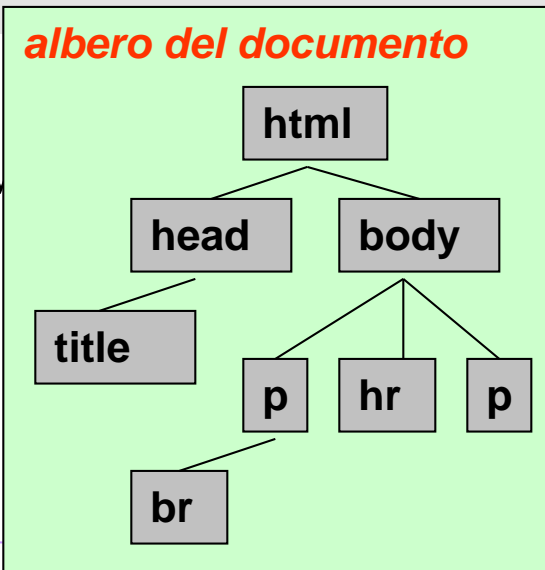 albero del documento
html
head body
title
p hr p
br